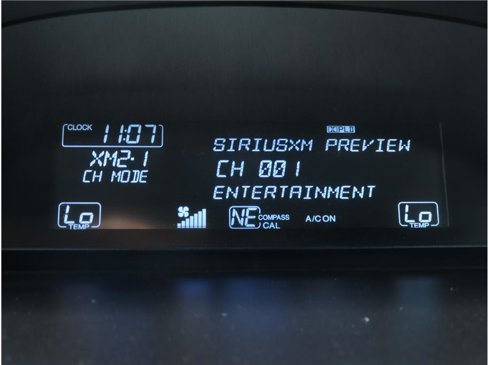 CLOCK 11:07
XM2-1
CH MODE
SIRIUSXM PREVIEW
CH 001
ENTERTAINMENT
Lo
TEMP
NE COMPASS
CAL
A/C ON
Lo
TEMP